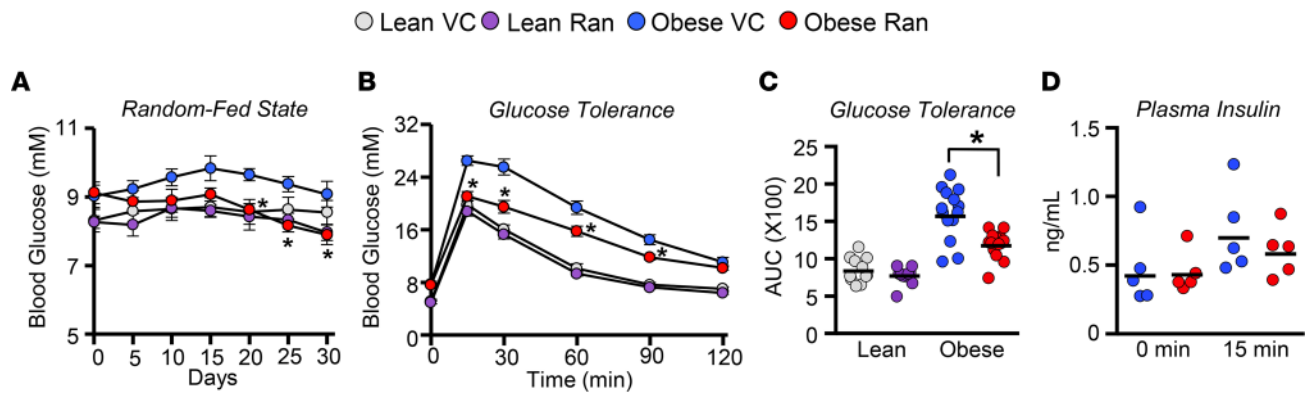 Lean VC Lean Ran Obese VC Obese Ran
A
Random-Fed State
Blood Glucose (mM)
11
9
7
5
0 5 10 15 20 25 30
Days
*
*
*
B
Glucose Tolerance
Blood Glucose (mM)
32
24
16
8
0
0 30 60 90 120
Time (min)
*
*
*
*
C
Glucose Tolerance
AUC (X100)
25
20
15
10
5
0
*
Lean Obese
D
Plasma Insulin
ng/mL
1.5
1.0
0.5
0
0 min 15 min